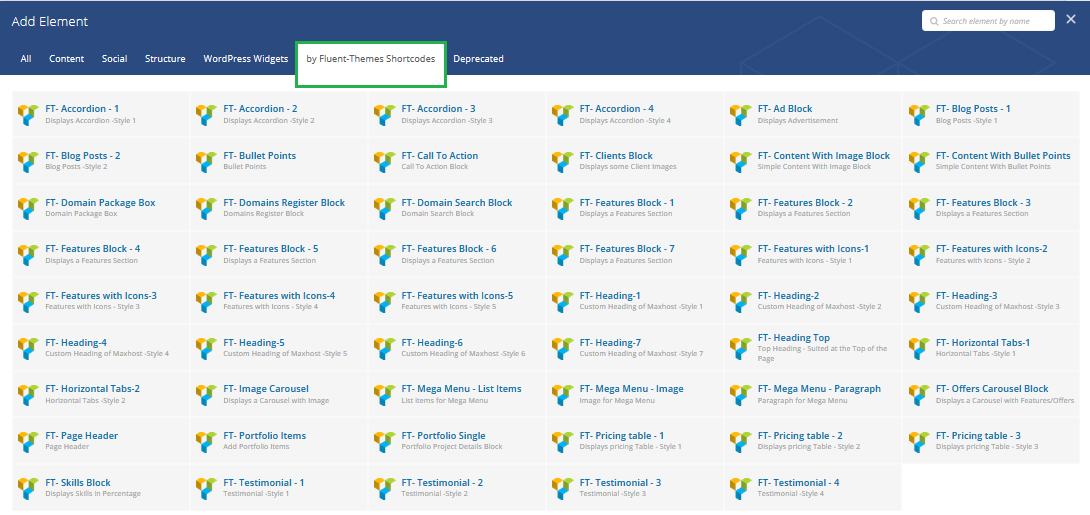 Add Element
Search element by name
All Content Social Structure WordPress Widgets by Fluent-Themes Shortcodes Deprecated
FT- Accordion - 1 FT- Accordion - 2 FT- Accordion - 3 FT- Accordion - 4 FT- Ad Block FT- Blog Posts - 1
Displays Accordion -Style 1 Displays Accordion -Style 2 Displays Accordion -Style 3 Displays Accordion -Style 4 Displays Advertisement Blog Posts -Style 1
FT- Blog Posts - 2 FT- Bullet Points FT- Call To Action FT- Clients Block FT- Content With Image Block FT- Content With Bullet Points
Blog Posts -Style 2 Bullet Points Call To Action Block Displays some Client Images Simple Content With Image Block Simple Content With Bullet Points
FT- Domain Package Box FT- Domains Register Block FT- Domain Search Block FT- Features Block - 1 FT- Features Block - 2 FT- Features Block - 3
Domain Package Box Domains Register Block Domain Search Block Displays a Features Section Displays a Features Section Displays a Features Section
FT- Features Block - 4 FT- Features Block - 5 FT- Features Block - 6 FT- Features Block - 7 FT- Features with Icons-1 FT- Features with Icons-2
Displays a Features Section Displays a Features Section Displays a Features Section Displays a Features Section Features with Icons - Style 1 Features with Icons - Style 2
FT- Features with Icons-3 FT- Features with Icons-4 FT- Features with Icons-5 FT- Heading-1 FT- Heading-2 FT- Heading-3
Features with Icons - Style 3 Features with Icons - Style 4 Features with Icons - Style 5 Custom Heading of Maxhost -Style 1 Custom Heading of Maxhost -Style 2 Custom Heading of Maxhost -Style 3
FT- Heading-4 FT- Heading-5 FT- Heading-6 FT- Heading-7 FT- Heading Top FT- Horizontal Tabs-1
Custom Heading of Maxhost -Style 4 Custom Heading of Maxhost -Style 5 Custom Heading of Maxhost -Style 6 Custom Heading of Maxhost -Style 7 Top Heading - Suited at the Top of the Horizontal Tabs -Style 1
Page
FT- Horizontal Tabs-2 FT- Image Carousel FT- Mega Menu - List Items FT- Mega Menu - Image FT- Mega Menu - Paragraph FT- Offers Carousel Block
Horizontal Tabs -Style 2 Displays a Carousel with Image List Items for Mega Menu Image for Mega Menu Paragraph for Mega Menu Displays a Carousel with Features/Offers
FT- Page Header FT- Portfolio Items FT- Portfolio Single FT- Pricing table - 1 FT- Pricing table - 2 FT- Pricing table - 3
Page Header Add Portfolio Items Portfolio Project Details Block Displays pricing Table - Style 1 Displays pricing Table - Style 2 Displays pricing Table - Style 3
FT- Skills Block FT- Testimonial - 1 FT- Testimonial - 2 FT- Testimonial - 3 FT- Testimonial - 4
Displays Skills in Percentage Testimonial -Style 1 Testimonial -Style 2 Testimonial -Style 3 Testimonial -Style 4